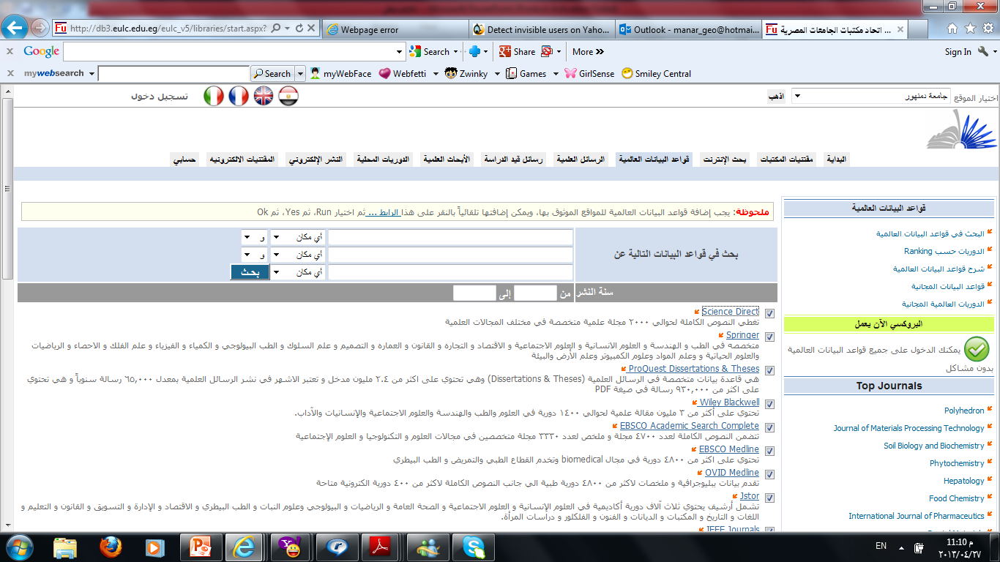 http://db3.eulc.edu.eg/eulc_v5/libraries/start.aspx?
Webpage error
Detect invisible users on Yaho...
Outlook - manar_geo@hotmai...
اتحاد مكتبات الجامعات المصرية ...
x Google Search Share More » Sign In
x mywebsearch Search myWebFace Webfetti Zwinky Games GirlSense Smiley Central
اختيار الموقع جامعة دمنهور اذهب
تسجيل دخول
البداية مقتنيات المكتبات بحث الإنترنت قواعد البيانات العالمية الرسائل العلمية رسائل قيد الدراسة الأبحاث العلمية الدوريات المحلية النشر الإلكتروني المقتنيات الالكترونيه حسابي
قواعد البيانات العالمية
البحث في قواعد البيانات العالمية
الدوريات حسب Ranking
شرح قواعد البيانات العالمية
قواعد البيانات المجانية
الدوريات العالمية المجانية
البروكسي الآن يعمل
يمكنك الدخول على جميع قواعد البيانات العالمية
بدون مشاكل
Top Journals
Polyhedron
Journal of Materials Processing Technology
Soil Biology and Biochemistry
Phytochemistry
Hepatology
Food Chemistry
International Journal of Pharmaceutics
ملحوظة: يجب إضافة قواعد البيانات العالمية للمواقع الموثوق بها، ويمكن إضافتها تلقائياً بالنقر على هذا الرابط ... ثم اختيار Run، ثم Yes، ثم Ok
بحث في قواعد البيانات التالية عن
أي مكان و
أي مكان و
أي مكان بحث
سنة النشر من إلى
Science Direct
تغطي النصوص الكاملة لحوالي ٢٠٠٠ مجلة علمية متخصصة في مختلف المجالات العلمية
Springer
متخصصه في الطب و الهندسة و العلوم الانسانية و العلوم الاجتماعية و الاقتصاد و التجارة و القانون و العمارة و التصميم و علم السلوك و الطب البيولوجي و الكمياء و الفيزياء و علم الفلك و الاحصاء و الرياضيات
والعلوم الحياتية و وعلم المواد وعلوم الكمبيوتر وعلم الأرض والبيئة
ProQuest Dissertations & Theses
هي قاعدة بيانات متخصصة في الرسائل العلمية (Dissertations & Theses) وهي تحتوي على اكثر من ٢.٤ مليون مدخل و تعتبر الاشهر في نشر الرسائل العلمية بمعدل ٦٥,٠٠٠ رسالة سنوياً و هي تحتوي
على اكثر من ٩٣٠,٠٠٠ رسالة في صيغة PDF
Wiley Blackwell
تحتوي على أكثر من ٣ مليون مقالة علمية لحوالي ١٤٠٠ دورية في العلوم والطب والهندسة والعلوم الاجتماعية والإنسانيات والآداب.
EBSCO Academic Search Complete
تتضمن النصوص الكاملة لعدد ٤٧٠٠ مجلة و ملخص لعدد ٣٣٣٠ مجلة متخصصين في مجالات العلوم و التكنولوجيا و العلوم الإجتماعية
EBSCO Medline
تحتوي على اكثر من ٤٨٠٠ دورية في مجال biomedical وتخدم القطاع الطبي والتمريض و الطب البيطري
OVID Medline
تقدم بيانات ببليوجرافية و ملخصات لاكثر من ٤٨٠٠ دورية طبية الي جانب النصوص الكاملة لاكثر من ٤٠٠ دورية الكترونية متاحة
Jstor
تشمل أرشيف يحتوي ثلاث آلاف دورية أكاديمية في العلوم الإنسانية و العلوم الاجتماعية و الصحة العامة و الرياضيات و البيولوجي وعلوم النبات و الطب البيطري و الاقتصاد و الإدارة و التسويق و القانون و التعليم و
اللغات و التاريخ و المكتبات و الديانات و الفنون و الفلكلور و دراسات المرأة.
IEEE Journals
EN
11:10 م
٢٠١٣/٠٤/٢٧